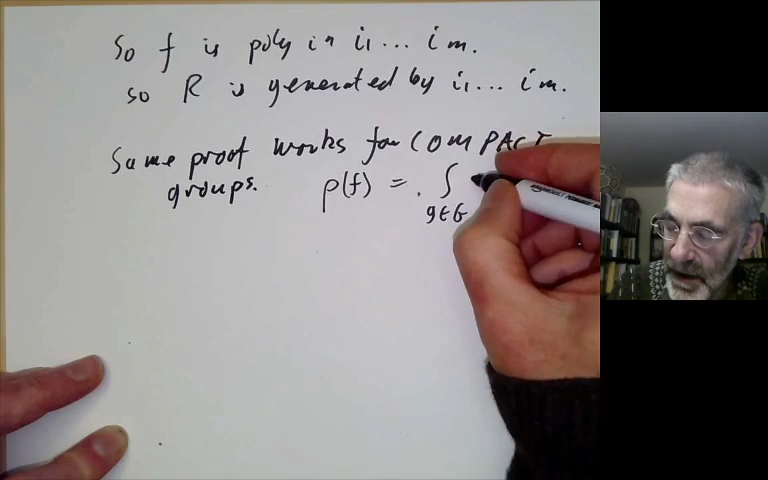 So f is poly in i1... im.
so R is generated by i1... im.
Same proof works for COMPACT
groups. ρ(f) = . ∫
g∈G